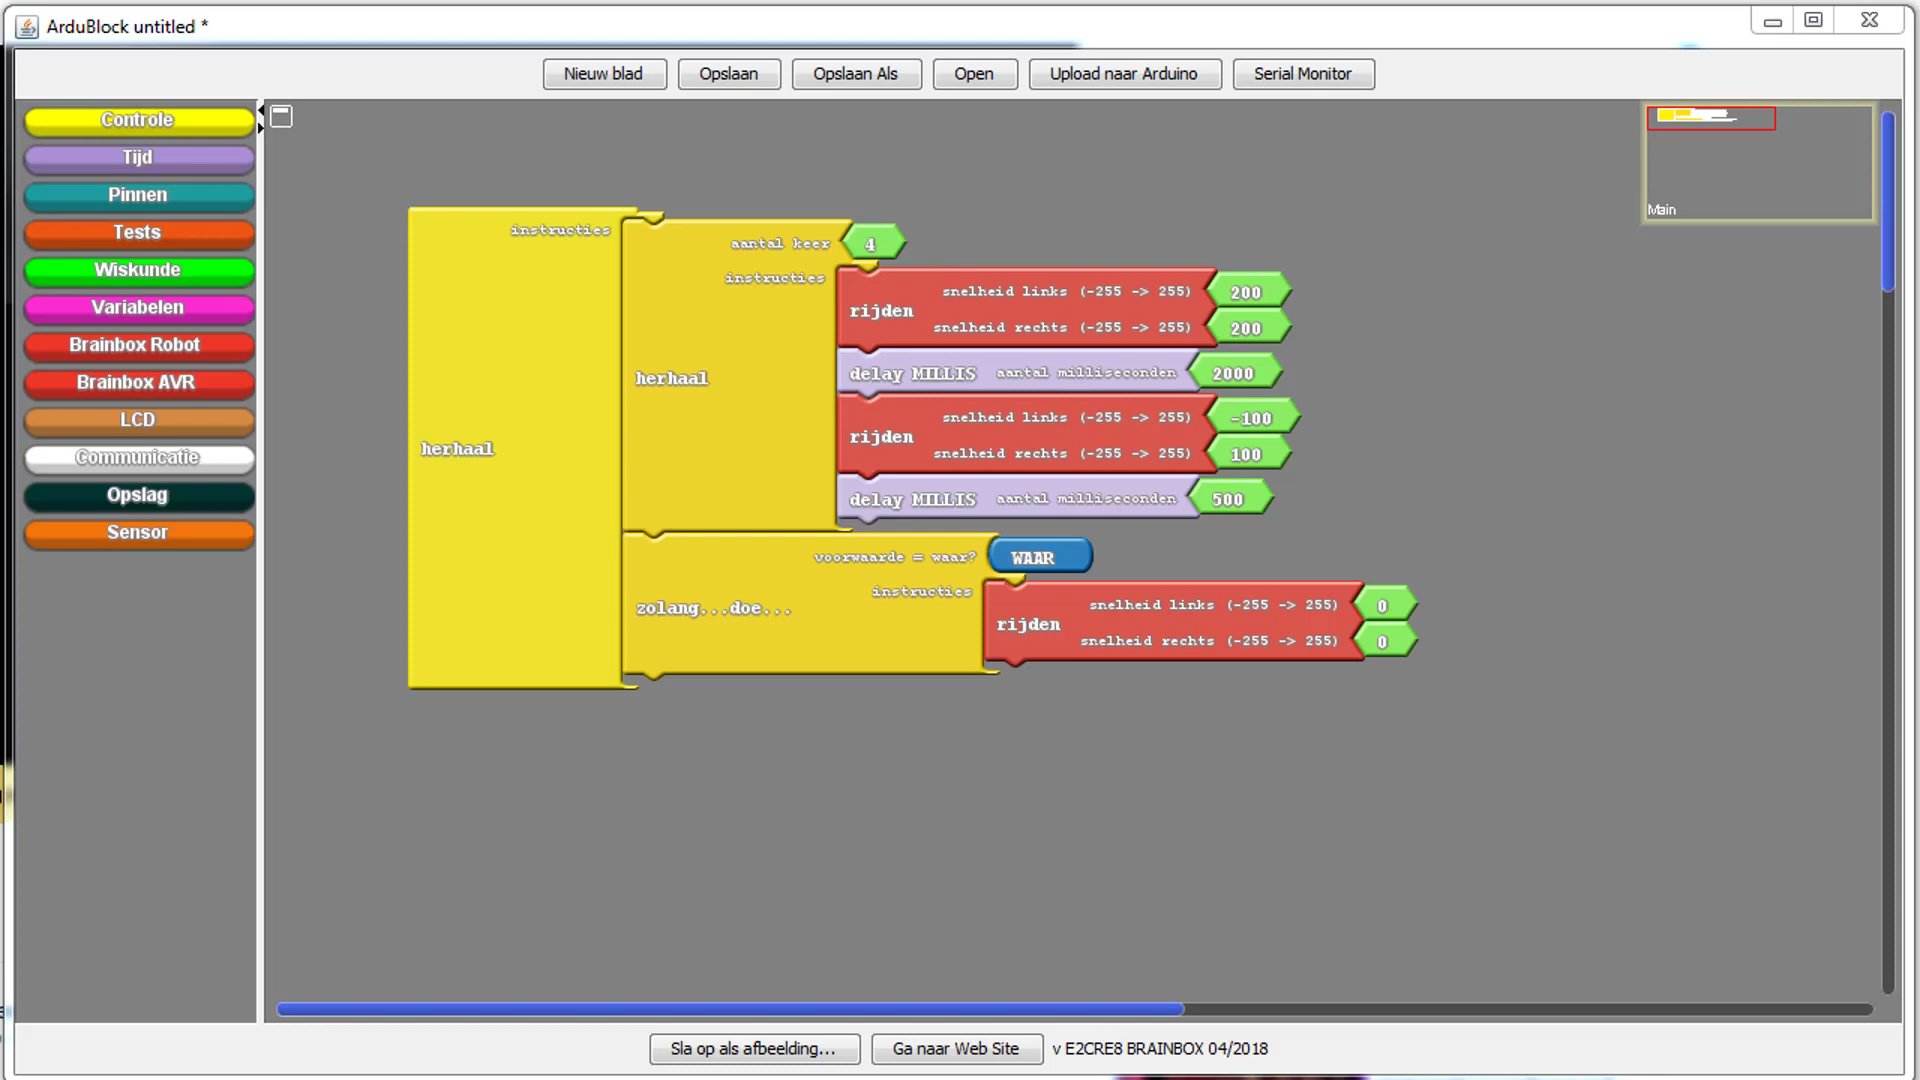 ArduBlock untitled *
Nieuw blad Opslaan Opslaan Als Open Upload naar Arduino Serial Monitor
Controle
Tijd
Pinnen
Tests
Wiskunde
Variabelen
Brainbox Robot
Brainbox AVR
LCD
Communicatie
Opslag
Sensor
Main
herhaal
instructies
herhaal
aantal keer 4
instructies
rijden
snelheid links (-255 -> 255) 200
snelheid rechts (-255 -> 255) 200
delay MILLIS aantal milliseconden 2000
rijden
snelheid links (-255 -> 255) -100
snelheid rechts (-255 -> 255) 100
delay MILLIS aantal milliseconden 500
zolang...doe...
voorwaarde = waar? WAAR
instructies
rijden
snelheid links (-255 -> 255) 0
snelheid rechts (-255 -> 255) 0
Sla op als afbeelding... Ga naar Web Site v E2CRE8 BRAINBOX 04/2018